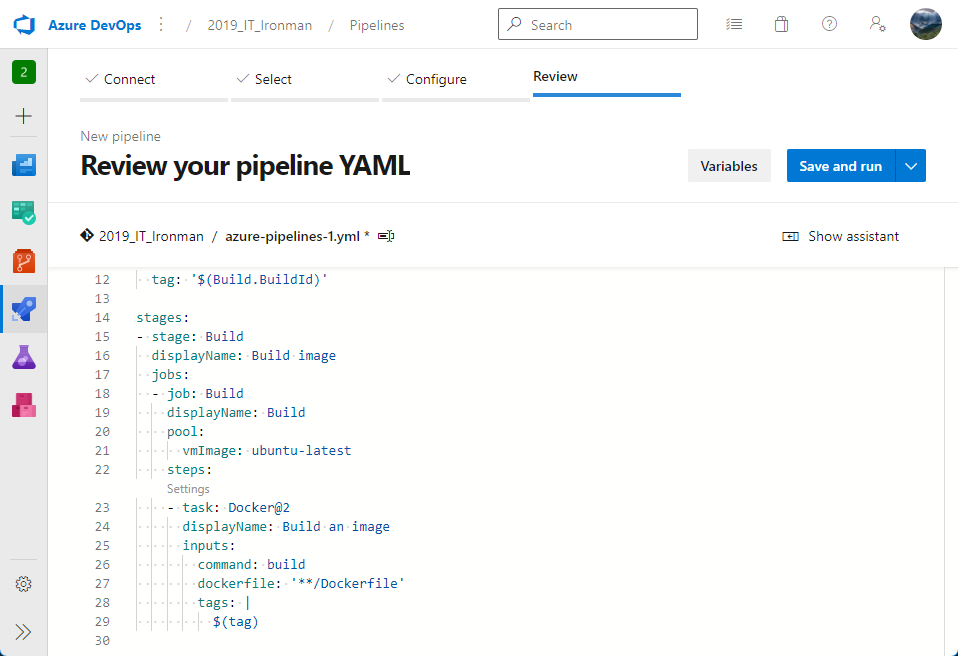 Azure DevOps / 2019_IT_Ironman / Pipelines Search
2
Connect Select Configure Review
New pipeline
Review your pipeline YAML
Variables Save and run
2019_IT_Ironman / azure-pipelines-1.yml * Show assistant
12 tag: '$(Build.BuildId)'
13
14 stages:
15 - stage: Build
16 displayName: Build image
17 jobs:
18 - job: Build
19 displayName: Build
20 pool:
21 vmImage: ubuntu-latest
22 steps:
Settings
23 - task: Docker@2
24 displayName: Build an image
25 inputs:
26 command: build
27 dockerfile: '**/Dockerfile'
28 tags: |
29 $(tag)
30